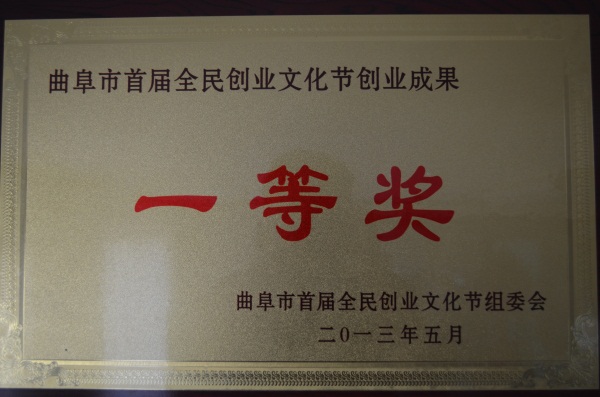 曲阜市首届全民创业文化节创业成果
一等奖
曲阜市首届全民创业文化节组委会
二0一三年五月